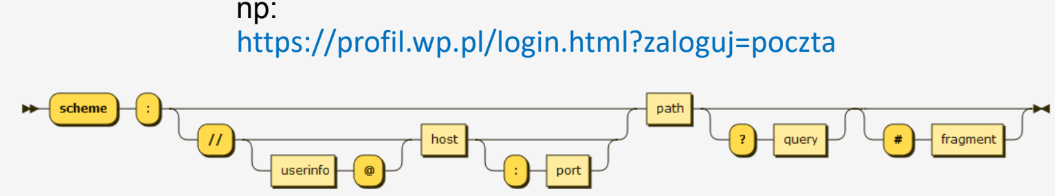 np:
https://profil.wp.pl/login.html?zaloguj=poczta
scheme : path
// host ? query # fragment
userinfo @ : port